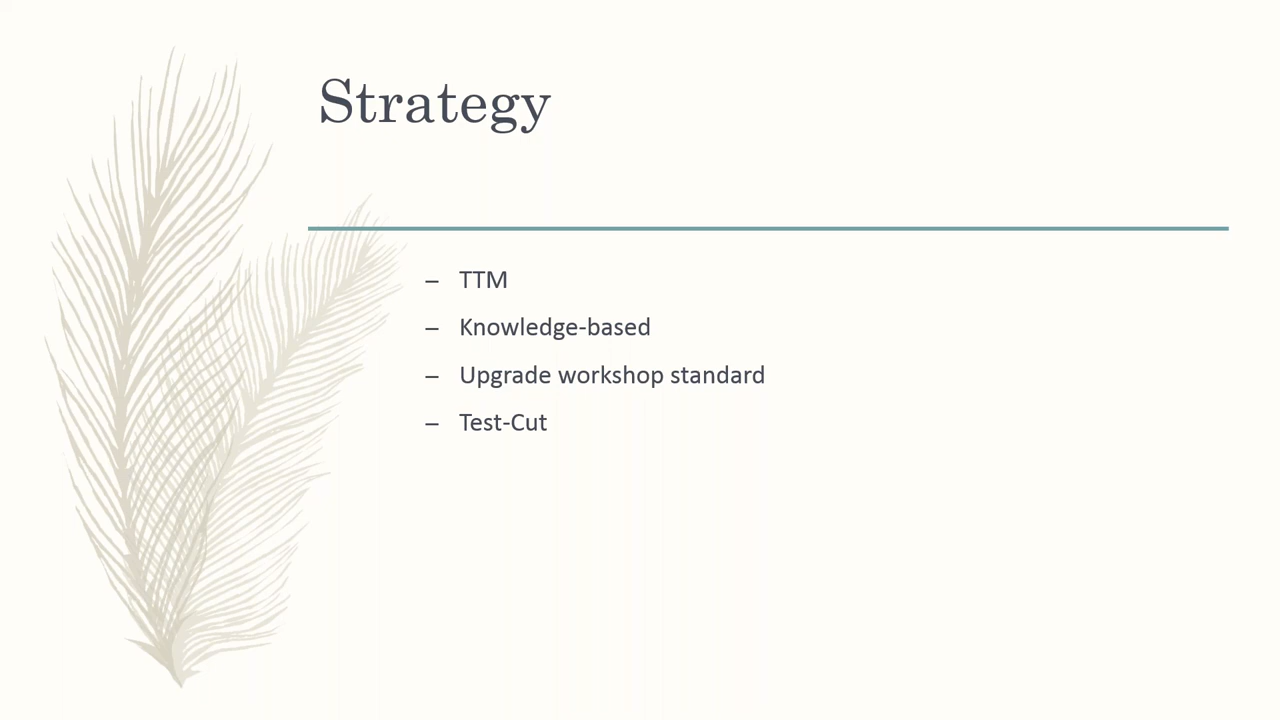 Strategy
– TTM
– Knowledge-based
– Upgrade workshop standard
– Test-Cut